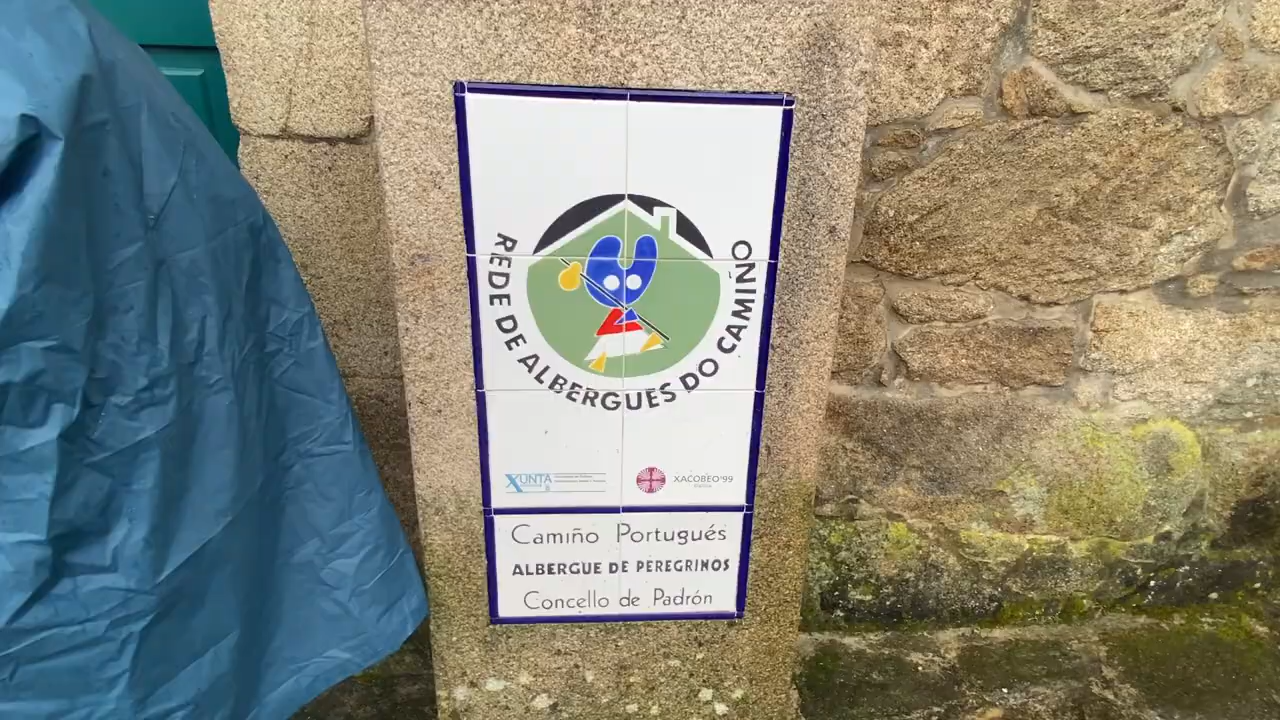 REDE DE ALBERGUES DO CAMIÑO
XUNTA
XACOBEO'99
Camiño Portugués
ALBERGUE DE PEREGRINOS
Concello de Padrón